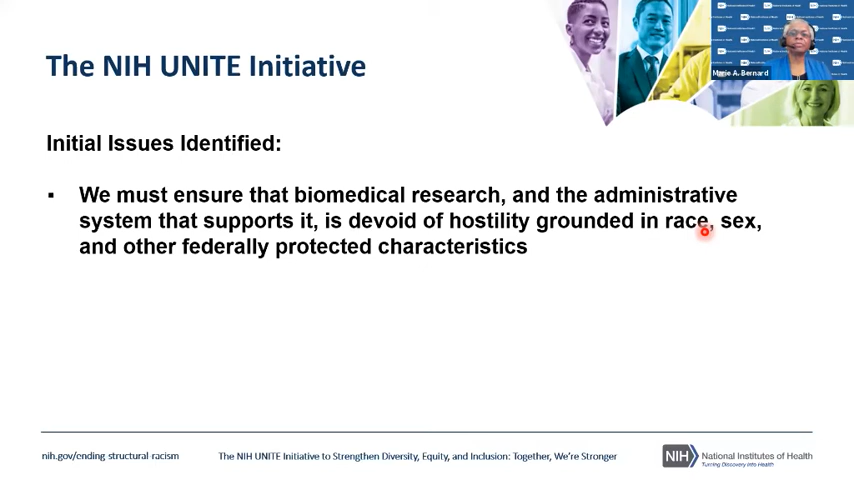 The NIH UNITE Initiative
Marie A. Bernard
Initial Issues Identified:
▪ We must ensure that biomedical research, and the administrative
system that supports it, is devoid of hostility grounded in race, sex,
and other federally protected characteristics
nih.gov/ending-structural-racism
The NIH UNITE Initiative to Strengthen Diversity, Equity, and Inclusion: Together, We're Stronger
NIH National Institutes of Health
Turning Discovery Into Health